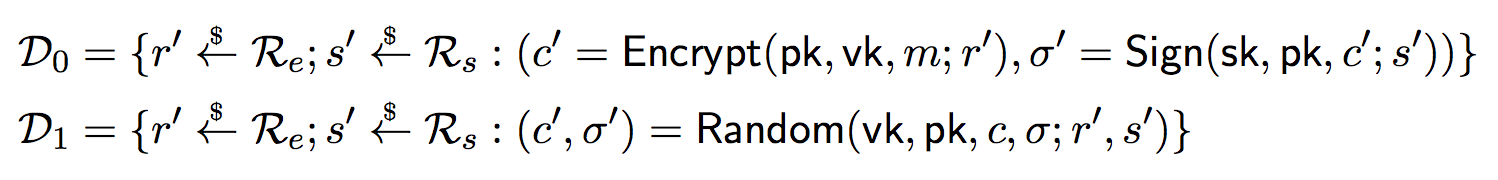 𝒟₀ = {r′ ←$ ℛₑ; s′ ←$ ℛₛ : (c′ = Encrypt(pk, vk, m; r′), σ′ = Sign(sk, pk, c′; s′))}
𝒟₁ = {r′ ←$ ℛₑ; s′ ←$ ℛₛ : (c′, σ′) = Random(vk, pk, c, σ; r′, s′)}